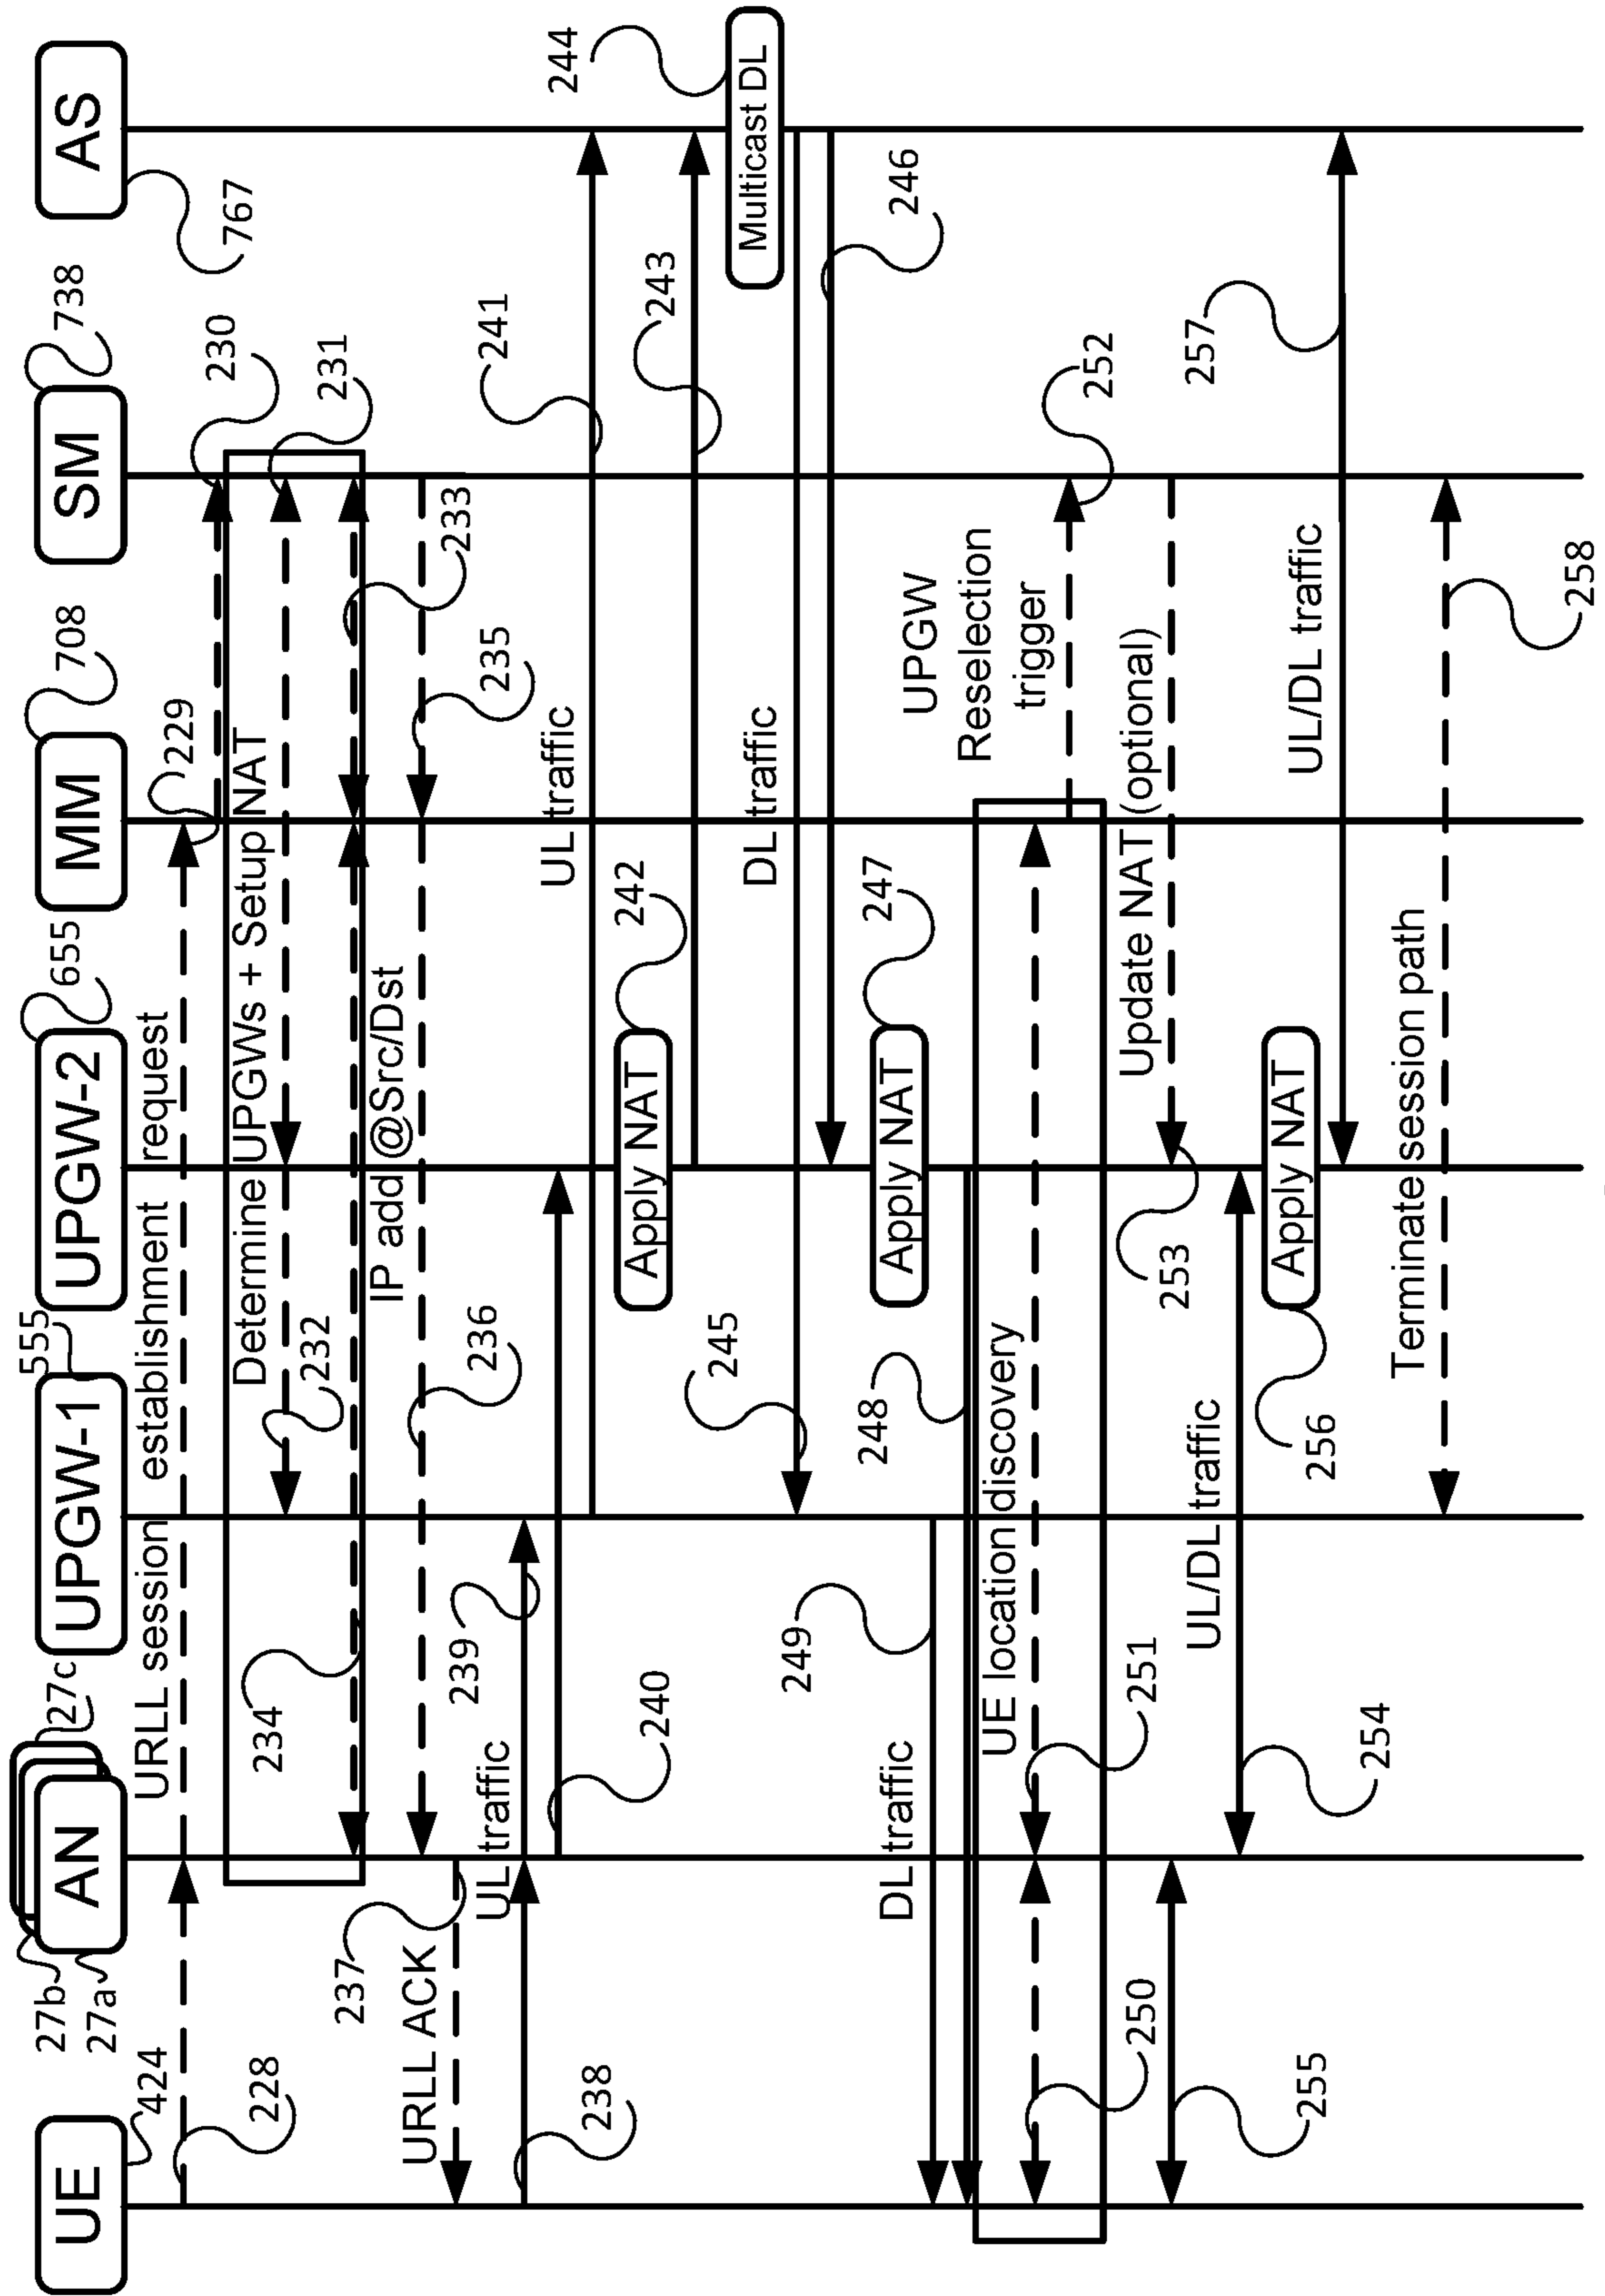 UE
AN
UPGW-1
UPGW-2
MM
SM
AS
424
27b
27a
27c
555
655
708
738
767
URLL session establishment request
228
229
230
Determine UPGWs + Setup NAT
231
232
233
234
IP add @Src/Dst
235
236
237
URLL ACK
UL traffic
238
239
240
UL traffic
241
Apply NAT
242
243
Multicast DL
244
DL traffic
245
246
Apply NAT
247
248
DL traffic
249
UE location discovery
250
251
UPGW
Reselection
trigger
252
Update NAT (optional)
253
UL/DL traffic
254
255
Apply NAT
256
UL/DL traffic
257
Terminate session path
258